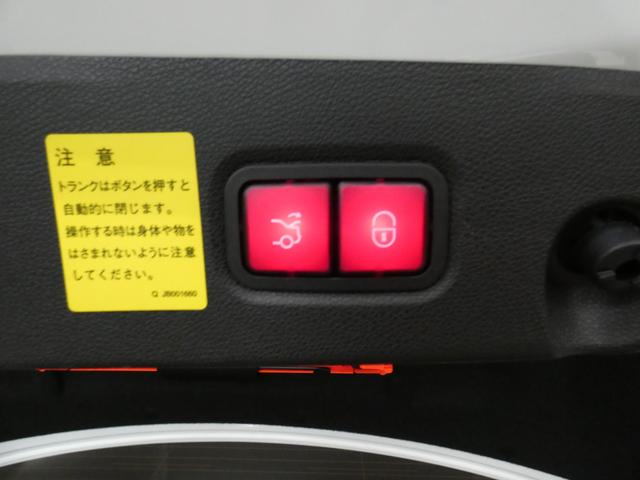 注 意
トランクはボタンを押すと
自動的に閉じます。
操作する時は身体や物を
はさまれないように注意
してください。
Q JB001660